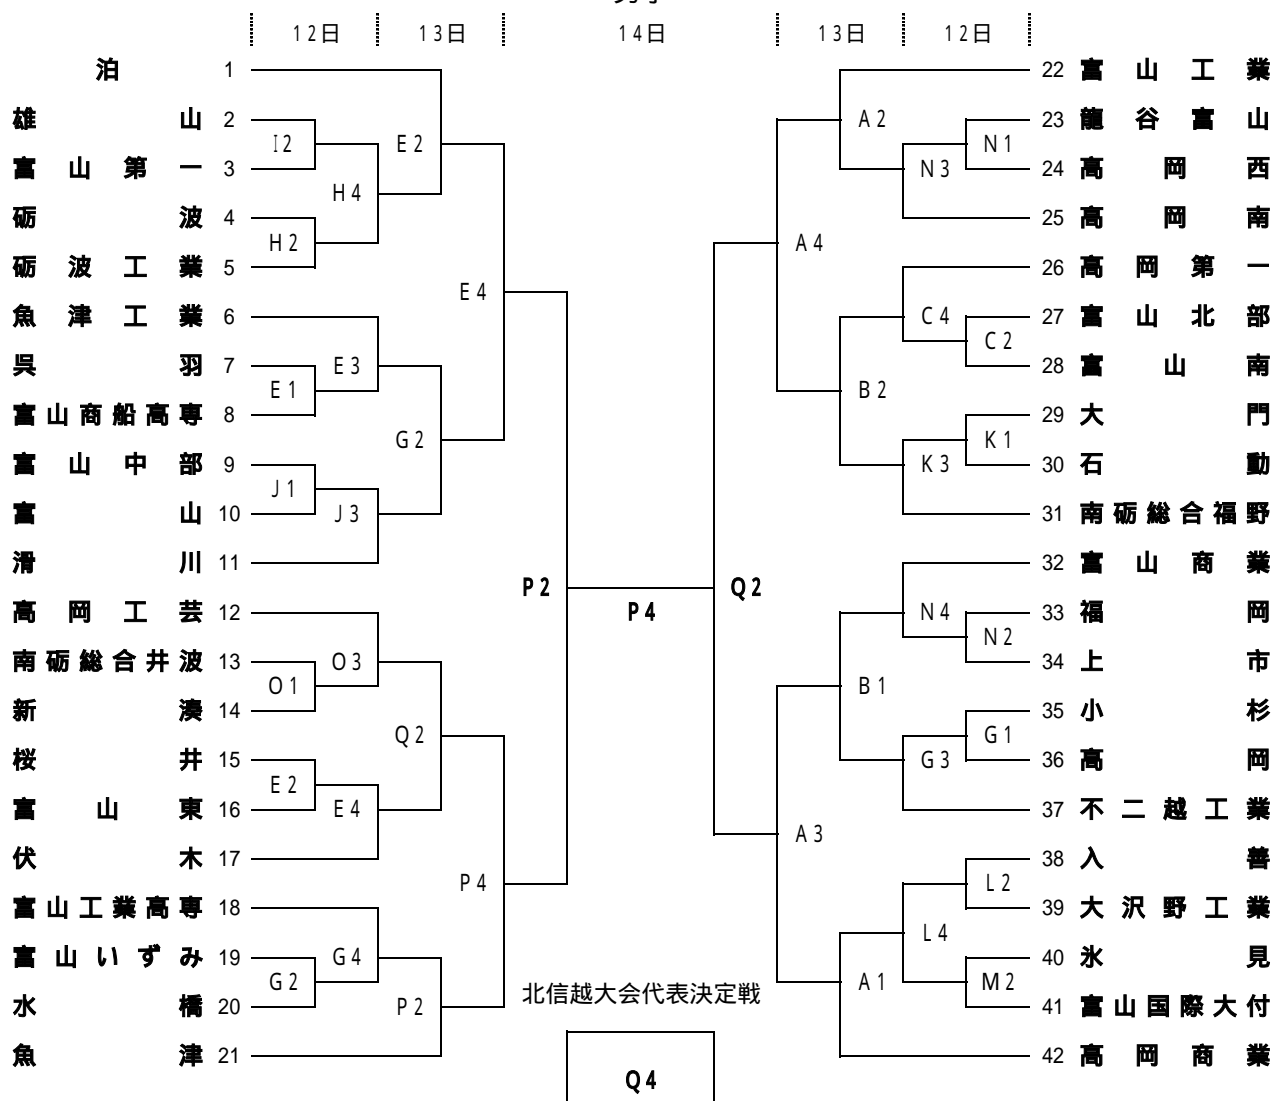 12日 13日 14日 13日 12日
泊 1
雄山 2
富山第一 3
砺波 4
砺波工業 5
魚津工業 6
呉羽 7
富山商船高専 8
富山中部 9
富山 10
滑川 11
高岡工芸 12
南砺総合井波 13
新湊 14
桜井 15
富山東 16
伏木 17
富山工業高専 18
富山いずみ 19
水橋 20
魚津 21
I2
H2
H4
E2
E1
E3
J1
J3
G2
E4
O1
O3
E2
E4
Q2
G2
G4
P2
P4
P2
P4
Q2
北信越大会代表決定戦
Q4
A2
N1
N3
A4
C4
C2
B2
K1
K3
N4
N2
B1
G1
G3
A3
L2
L4
M2
A1
22 富山工業
23 龍谷富山
24 高岡西
25 高岡南
26 高岡第一
27 富山北部
28 富山南
29 大門
30 石動
31 南砺総合福野
32 富山商業
33 福岡
34 上市
35 小杉
36 高岡
37 不二越工業
38 入善
39 大沢野工業
40 氷見
41 富山国際大付
42 高岡商業